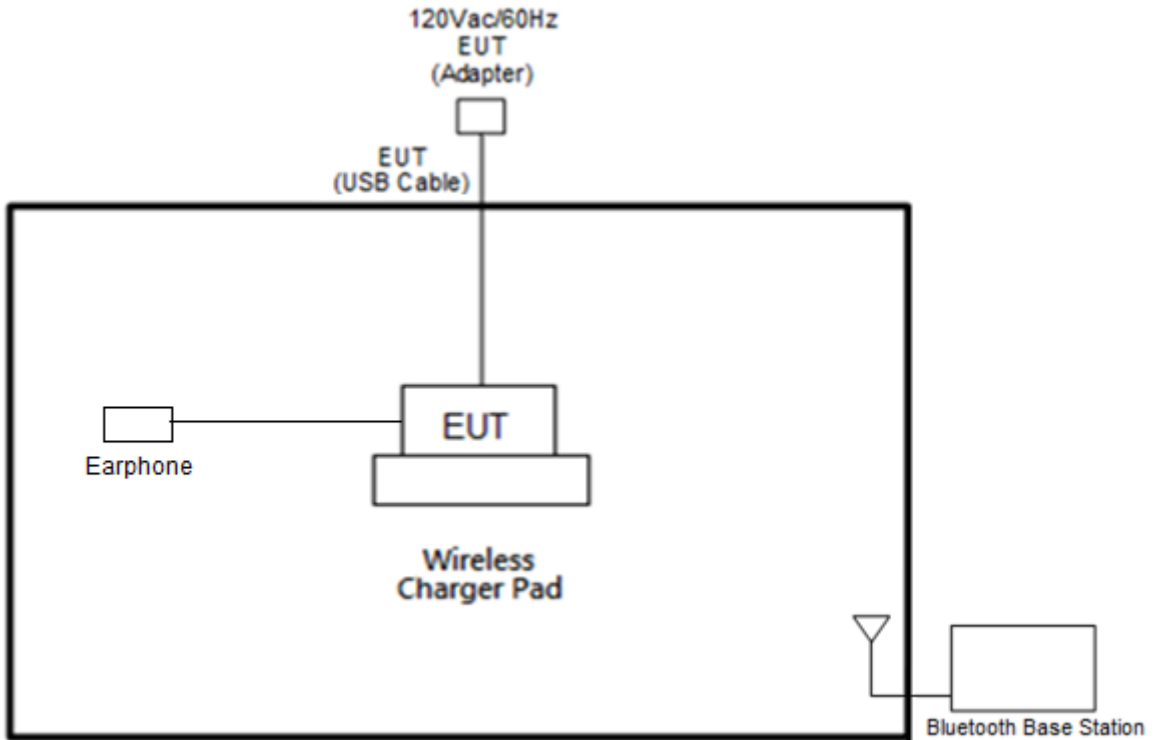 120Vac/60Hz
EUT
(Adapter)
EUT
(USB Cable)
EUT
Earphone
Wireless
Charger Pad
Bluetooth Base Station